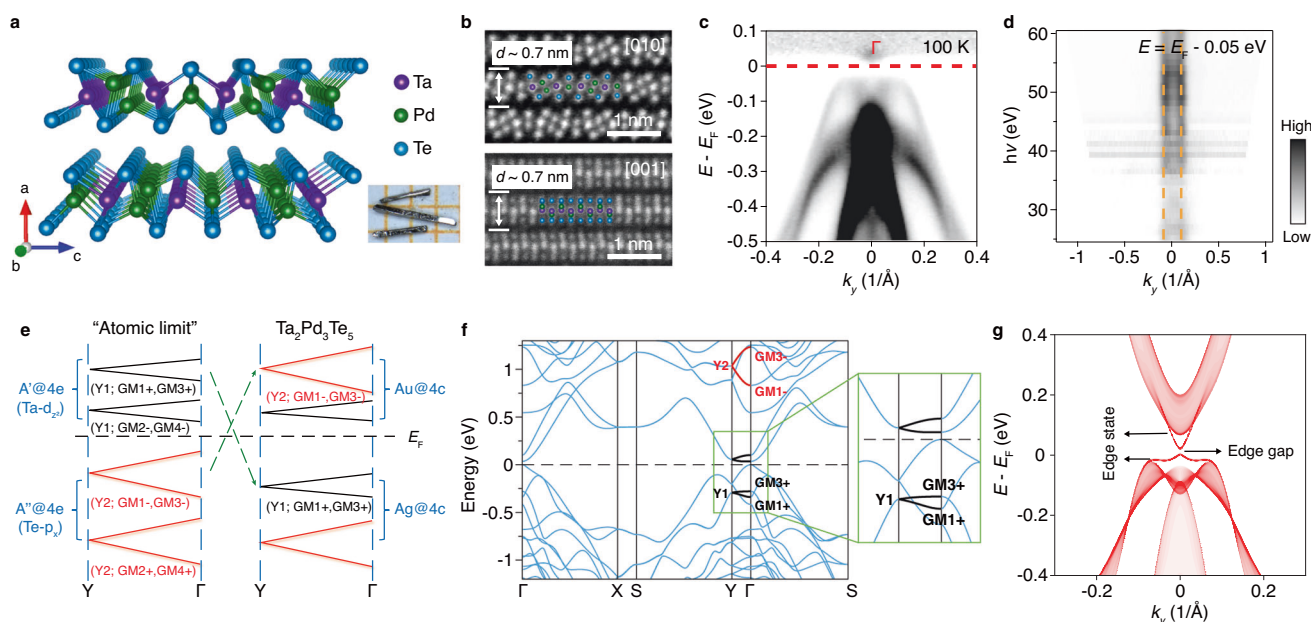 a
Ta
Pd
Te
a
b
c
b
d ~ 0.7 nm
[010]
1 nm
d ~ 0.7 nm
[001]
1 nm
c
0.1
0
-0.1
-0.2
-0.3
-0.4
-0.5
E - E_F (eV)
Γ
100 K
-0.4
-0.2
0
0.2
0.4
k_y (1/Å)
d
E = E_F - 0.05 eV
60
50
40
30
hν (eV)
-1
-0.5
0
0.5
1
k_y (1/Å)
High
Low
e
"Atomic limit"
Ta₂Pd₃Te₅
A'@4e
(Ta-d_z²)
(Y1; GM1+,GM3+)
(Y1; GM2-,GM4-)
A''@4e
(Te-p_x)
(Y2; GM1-,GM3-)
(Y2; GM2+,GM4+)
(Y2; GM1-,GM3-)
Au@4c
E_F
(Y1; GM1+,GM3+)
Ag@4c
Y
Γ
Y
Γ
f
Energy (eV)
1
0.5
0
-0.5
-1
Y2
GM3-
GM1-
Y1
GM3+
GM1+
Y1
GM3+
GM1+
Γ
X
S
Y
Γ
S
g
0.4
0.2
0
-0.2
-0.4
E - E_F (eV)
Edge state
Edge gap
-0.2
0
0.2
k_y (1/Å)